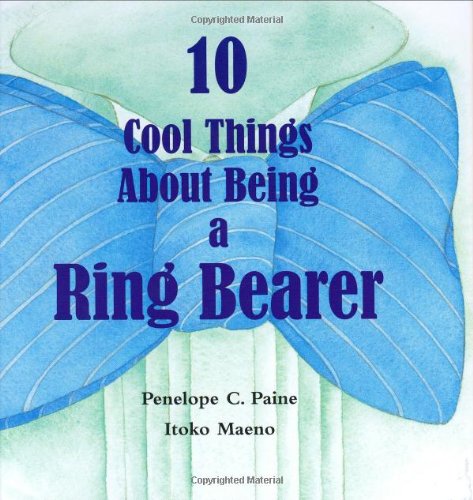 Copyrighted Material
10
Cool Things
About Being
a
Ring Bearer
Penelope C. Paine
Itoko Maeno
Copyrighted Material